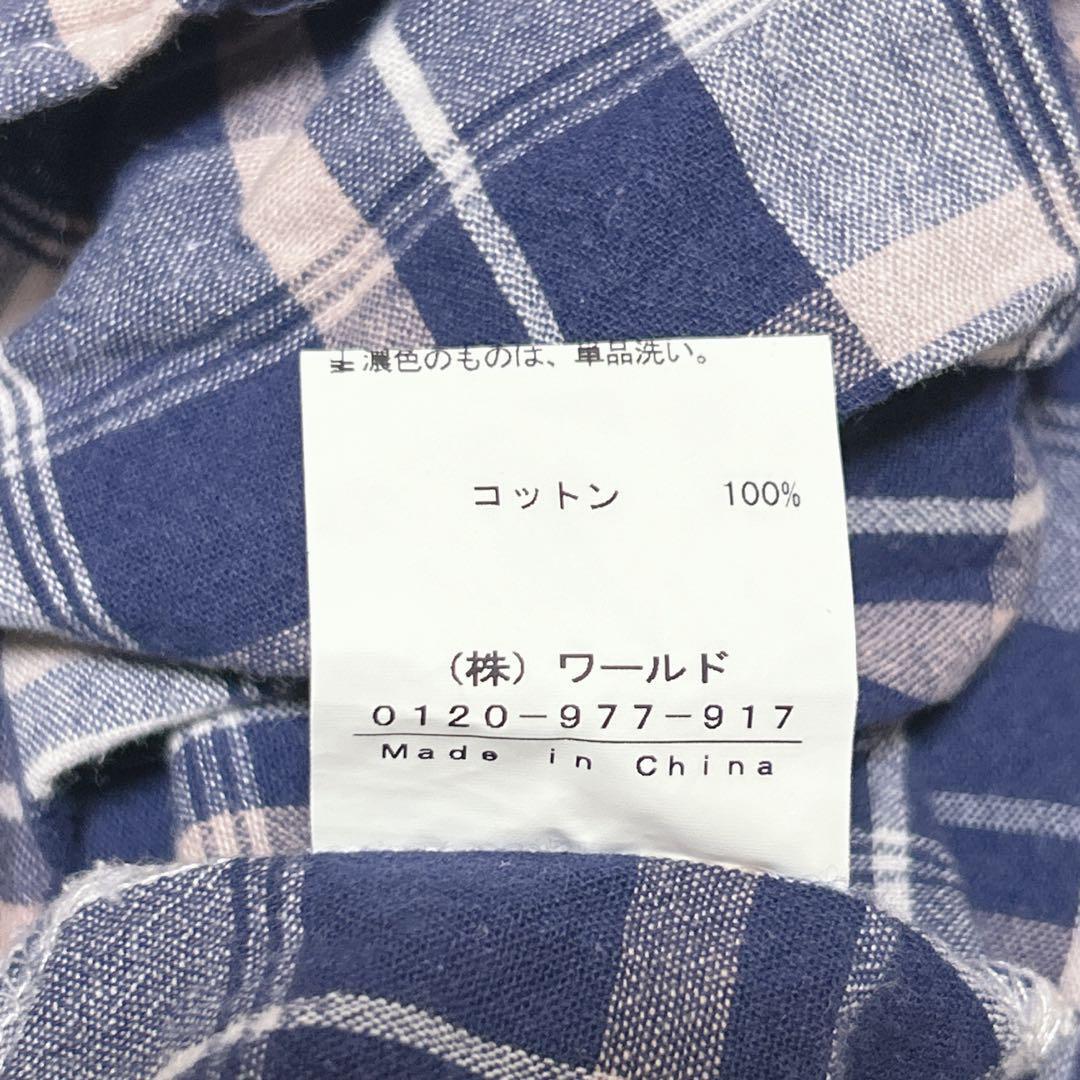 濃色のものは、単品洗い。
コットン 100%
（株）ワールド
0120-977-917
Made in China